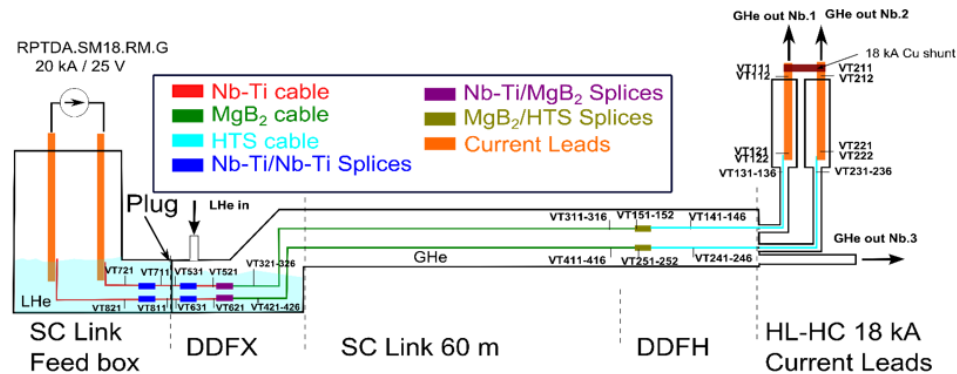 GHe out Nb.1
GHe out Nb.2
RPTDA.SM18.RM.G
20 kA / 25 V
18 kA Cu shunt
VT111
VT112
VT211
VT212
Nb-Ti cable
MgB₂ cable
HTS cable
Nb-Ti/Nb-Ti Splices
Nb-Ti/MgB₂ Splices
MgB₂/HTS Splices
Current Leads
VT121
VT122
VT221
VT222
VT131-136
VT231-236
Plug
LHe in
VT311-316
VT151-152
VT141-146
GHe out Nb.3
VT721
VT711
VT531
VT521
VT321-326
GHe
VT411-416
VT251-252
VT241-246
LHe
VT821
VT811
VT631
VT621
VT421-426
SC Link
Feed box
DDFX
SC Link 60 m
DDFH
HL-HC 18 kA
Current Leads